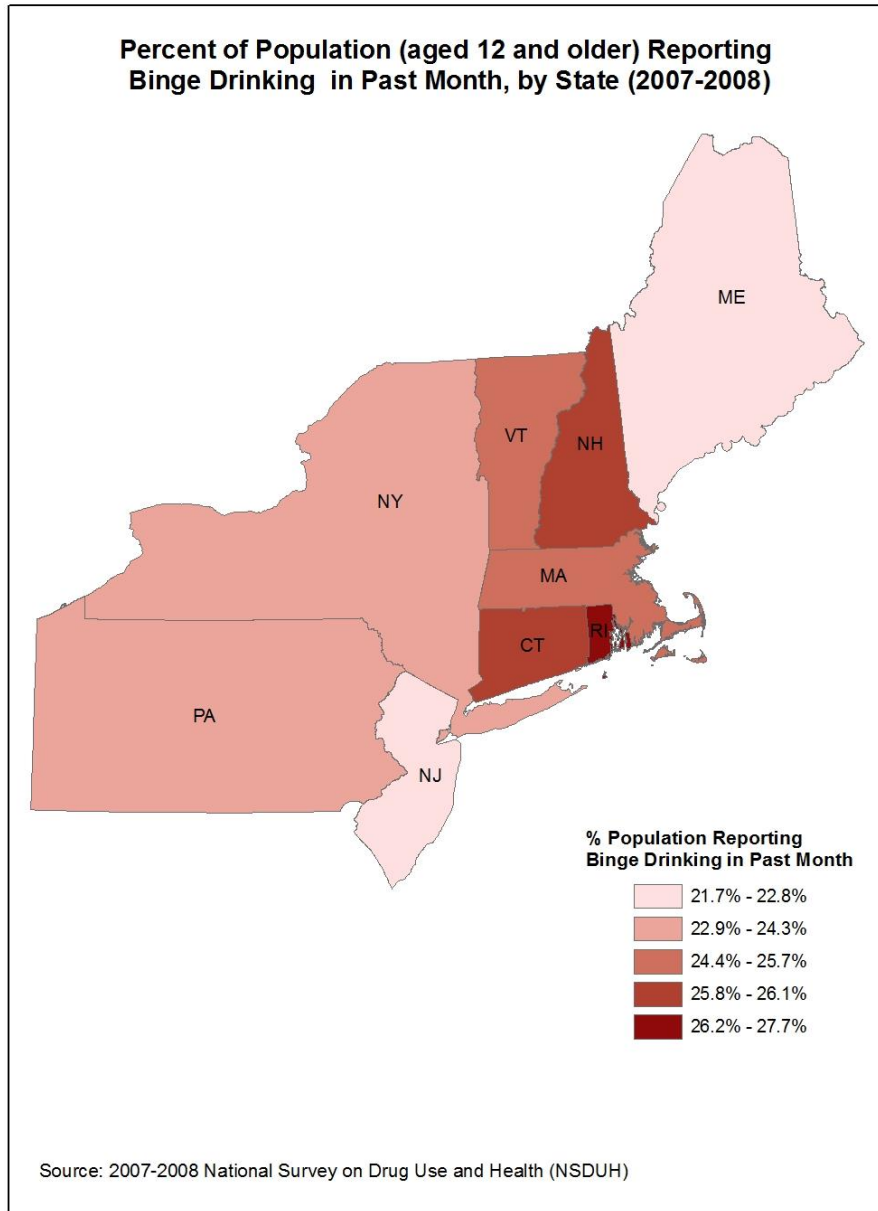 Percent of Population (aged 12 and older) Reporting
Binge Drinking in Past Month, by State (2007-2008)
ME
VT
NH
NY
MA
CT
RI
PA
NJ
% Population Reporting
Binge Drinking in Past Month
21.7% - 22.8%
22.9% - 24.3%
24.4% - 25.7%
25.8% - 26.1%
26.2% - 27.7%
Source: 2007-2008 National Survey on Drug Use and Health (NSDUH)